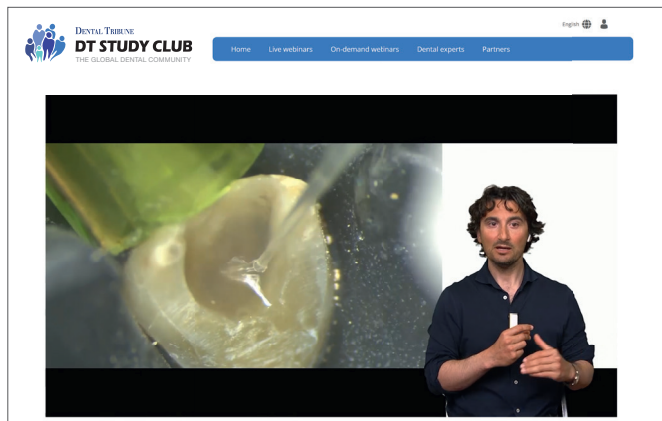 English
DENTAL TRIBUNE
DT STUDY CLUB
THE GLOBAL DENTAL COMMUNITY
Home Live webinars On-demand webinars Dental experts Partners